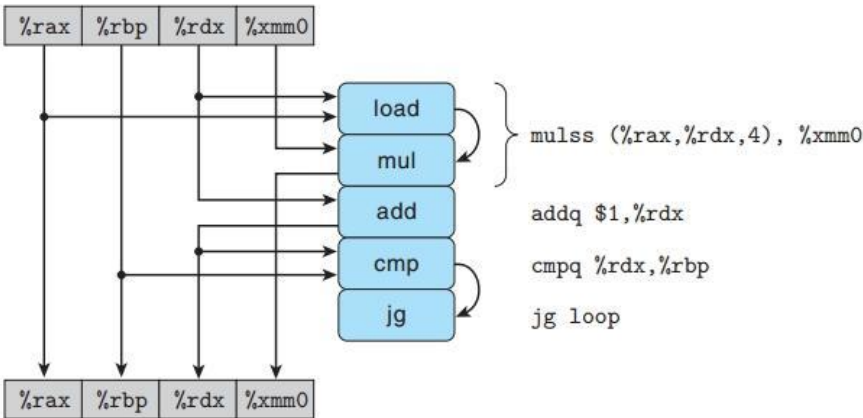 %rax %rbp %rdx %xmm0
load
mul
mulss (%rax,%rdx,4), %xmm0
add
addq $1,%rdx
cmp
cmpq %rdx,%rbp
jg
jg loop
%rax %rbp %rdx %xmm0